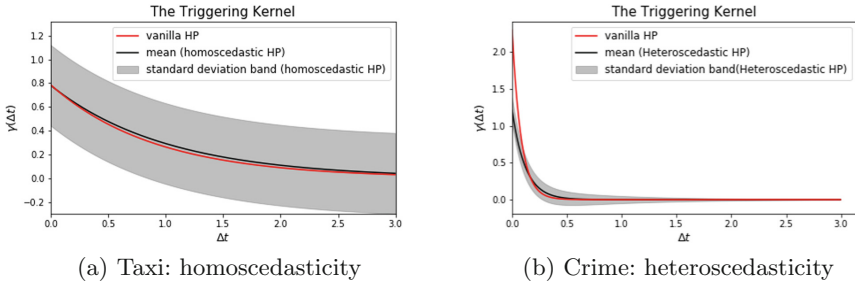 The Triggering Kernel
vanilla HP
mean (homoscedastic HP)
standard deviation band (homoscedastic HP)
γ(Δt)
1.2
1.0
0.8
0.6
0.4
0.2
0.0
−0.2
0.0 0.5 1.0 1.5 2.0 2.5 3.0
Δt
(a) Taxi: homoscedasticity
The Triggering Kernel
vanilla HP
mean (Heteroscedastic HP)
standard deviation band(Heteroscedastic HP)
γ(Δt)
2.0
1.5
1.0
0.5
0.0
0.0 0.5 1.0 1.5 2.0 2.5 3.0
Δt
(b) Crime: heteroscedasticity